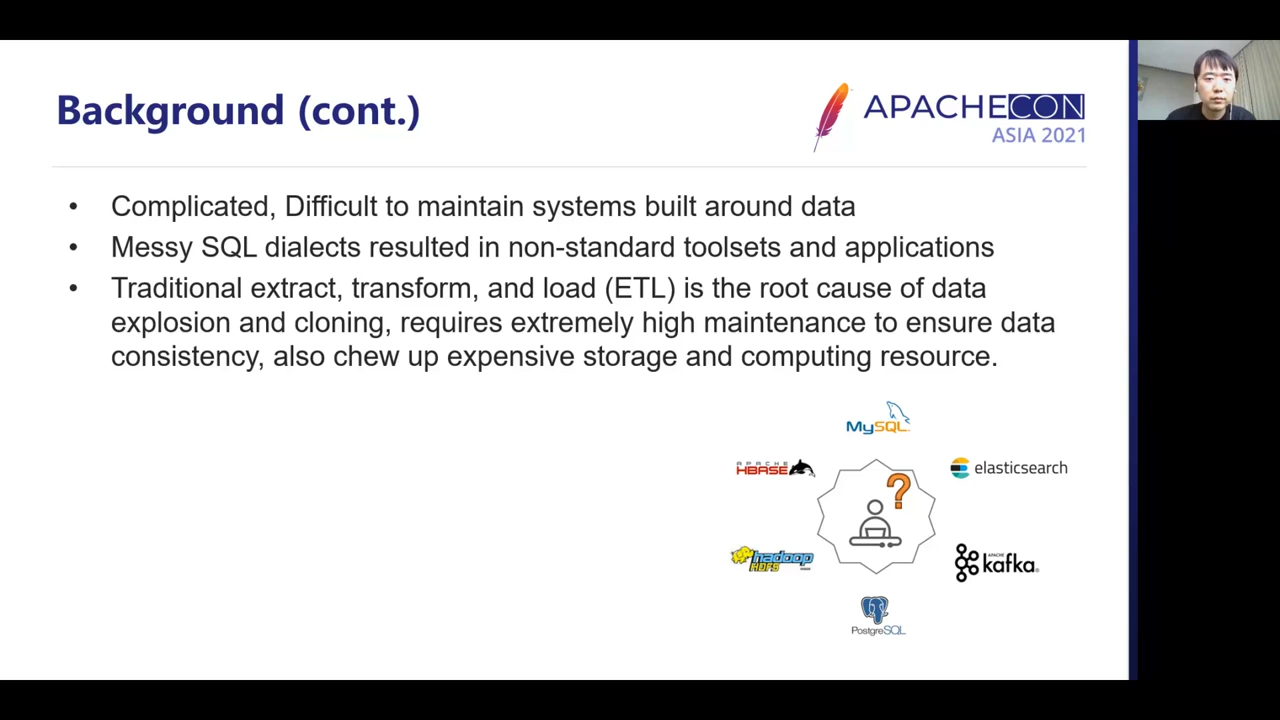 Background (cont.)
APACHECON
ASIA 2021
• Complicated, Difficult to maintain systems built around data
• Messy SQL dialects resulted in non-standard toolsets and applications
• Traditional extract, transform, and load (ETL) is the root cause of data
explosion and cloning, requires extremely high maintenance to ensure data
consistency, also chew up expensive storage and computing resource.
MySQL
APACHE
HBASE
elasticsearch
?
hadoop
HDFS
APACHE
kafka
PostgreSQL